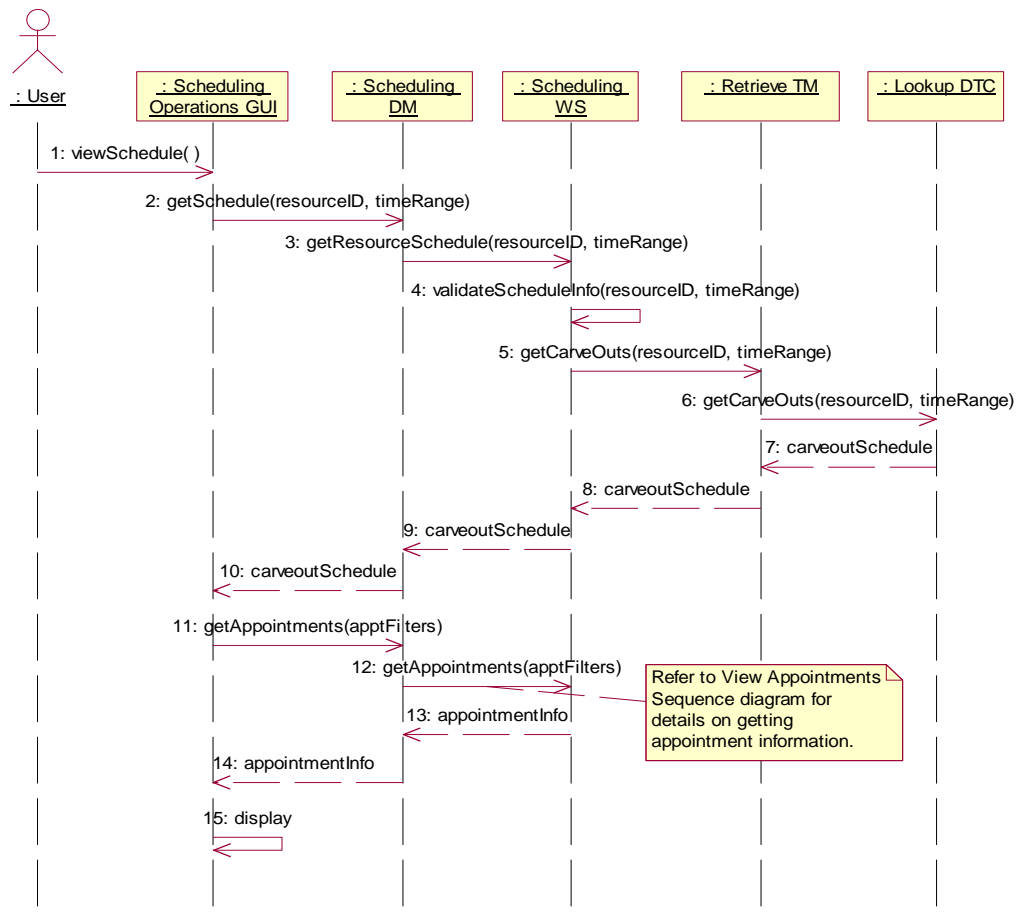 : User
: Scheduling
Operations GUI
: Scheduling
DM
: Scheduling
WS
: Retrieve TM
: Lookup DTC
1: viewSchedule( )
2: getSchedule(resourceID, timeRange)
3: getResourceSchedule(resourceID, timeRange)
4: validateScheduleInfo(resourceID, timeRange)
5: getCarveOuts(resourceID, timeRange)
6: getCarveOuts(resourceID, timeRange)
7: carveoutSchedule
8: carveoutSchedule
9: carveoutSchedule
10: carveoutSchedule
11: getAppointments(apptFilters)
12: getAppointments(apptFilters)
Refer to View Appointments
Sequence diagram for
details on getting
appointment information.
13: appointmentInfo
14: appointmentInfo
15: display